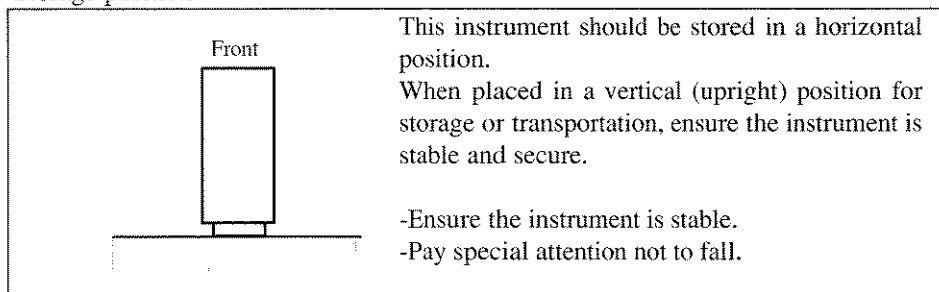 Front
This instrument should be stored in a horizontal
position.
When placed in a vertical (upright) position for
storage or transportation, ensure the instrument is
stable and secure.
-Ensure the instrument is stable.
-Pay special attention not to fall.